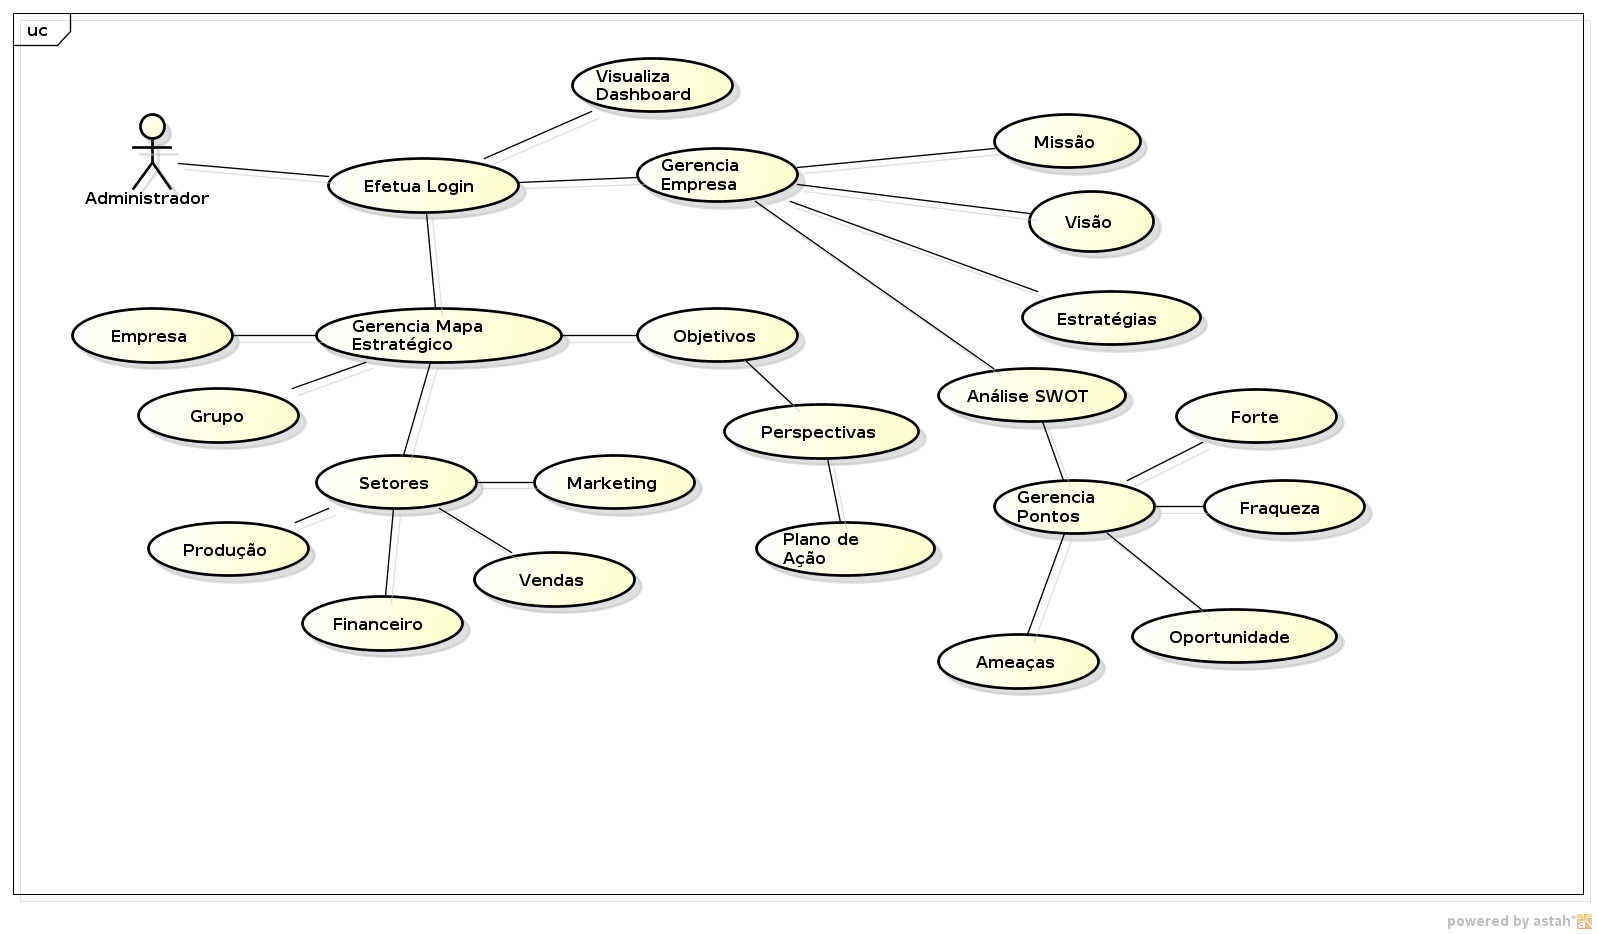 uc
Visualiza
Dashboard
Administrador
Efetua Login
Gerencia
Empresa
Missão
Visão
Estratégias
Empresa
Gerencia Mapa
Estratégico
Objetivos
Grupo
Análise SWOT
Forte
Perspectivas
Setores
Marketing
Gerencia
Pontos
Fraqueza
Produção
Vendas
Plano de
Ação
Financeiro
Ameaças
Oportunidade
powered by astah*